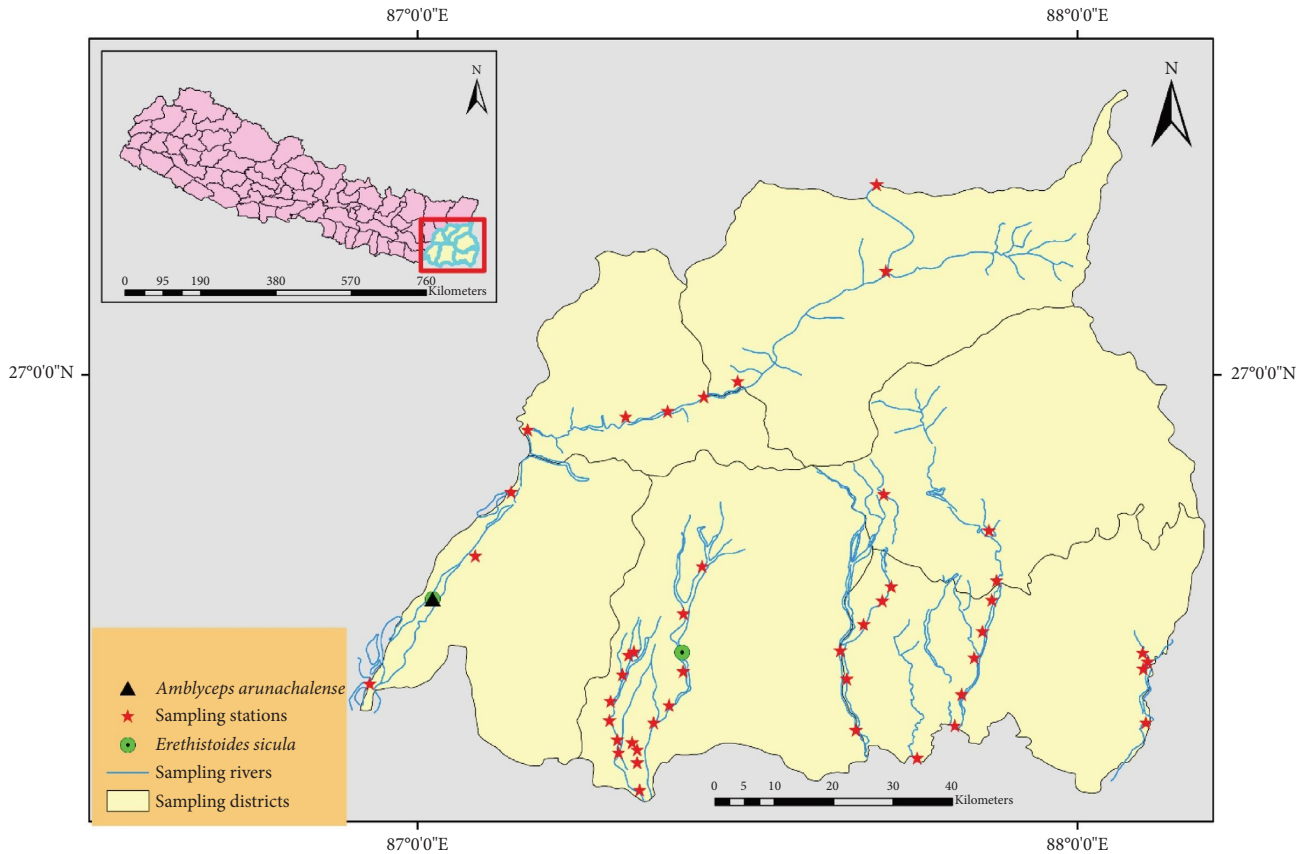 87°0'0"E
88°0'0"E
N
N
0
95
190
380
570
760
Kilometers
27°0'0"N
27°0'0"N
Amblyceps arunachalense
Sampling stations
Erethistoides sicula
Sampling rivers
Sampling districts
0
5
10
20
30
40
Kilometers
87°0'0"E
88°0'0"E